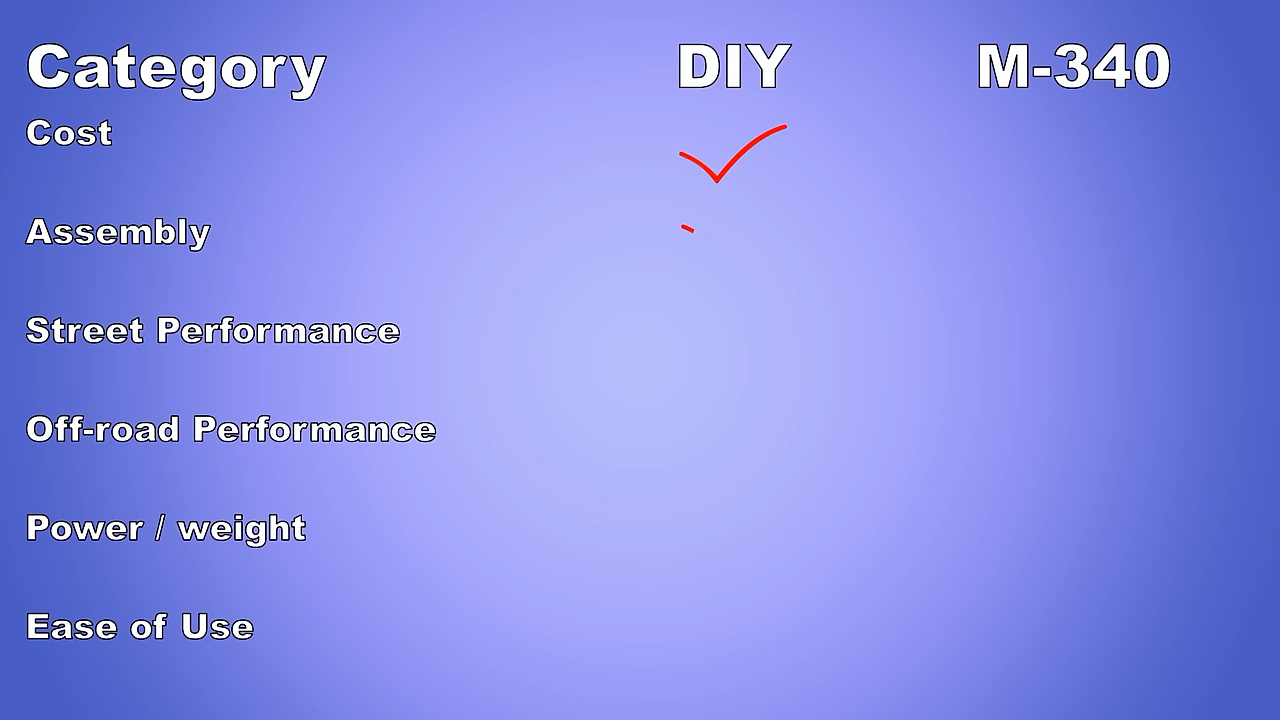 Category DIY M-340
Cost
Assembly
Street Performance
Off-road Performance
Power / weight
Ease of Use